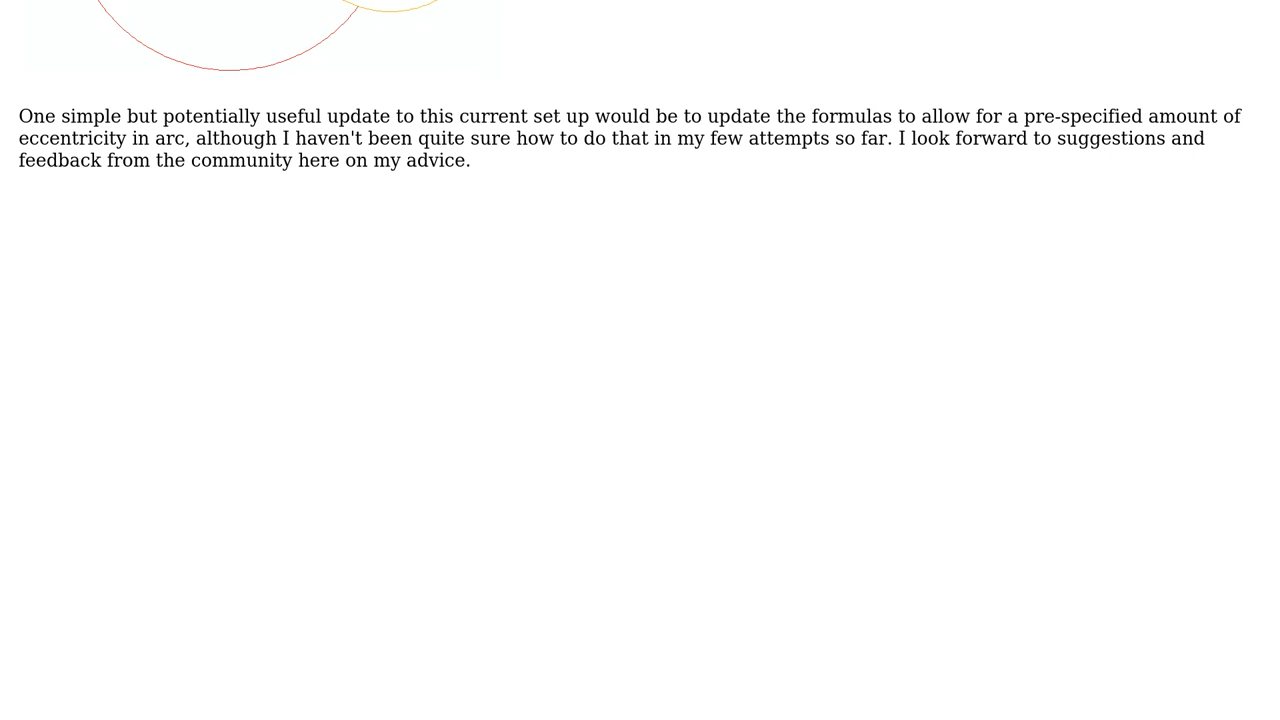 One simple but potentially useful update to this current set up would be to update the formulas to allow for a pre-specified amount of
eccentricity in arc, although I haven't been quite sure how to do that in my few attempts so far. I look forward to suggestions and
feedback from the community here on my advice.